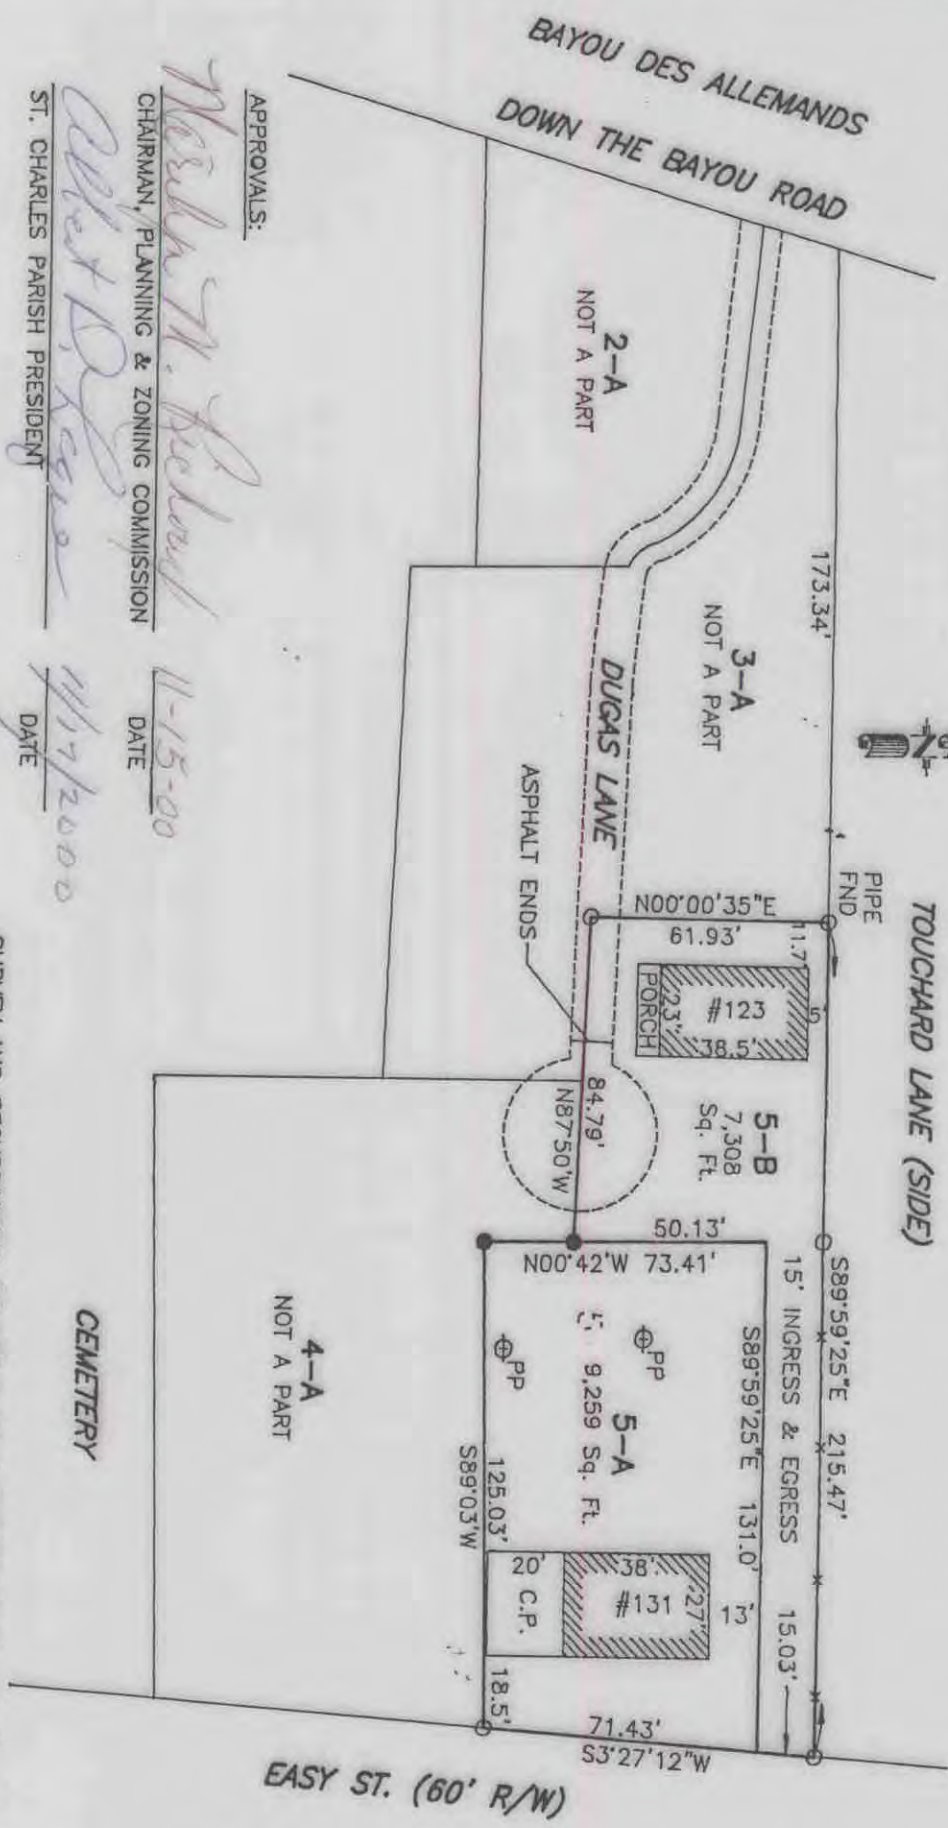 BAYOU DES ALLEMANDS
DOWN THE BAYOU ROAD
2-A
NOT A PART
3-A
NOT A PART
173.34'
DUGAS LANE
ASPHALT ENDS
PIPE
FND
TOUCHARD LANE (SIDE)
N00°00'35"E
61.93'
11.7'
5'
#123
23'
38.5'
PORCH
5-B
7,308
Sq. Ft.
84.79'
N87°50'W
50.13'
N00°42'W 73.41'
S89°59'25"E 215.47'
15' INGRESS & EGRESS
15.03'
S89°59'25"E 131.0'
PP
PP
5-A
9,259 Sq. Ft.
125.03'
S89°03'W
38'
27'
#131
13'
20'
C.P.
18.5'
71.43'
S3°27'12"W
4-A
NOT A PART
CEMETERY
EASY ST. (60' R/W)
APPROVALS:
11-15-00
CHAIRMAN, PLANNING & ZONING COMMISSION
DATE
Albert D.
11/17/2000
ST. CHARLES PARISH PRESIDENT
DATE